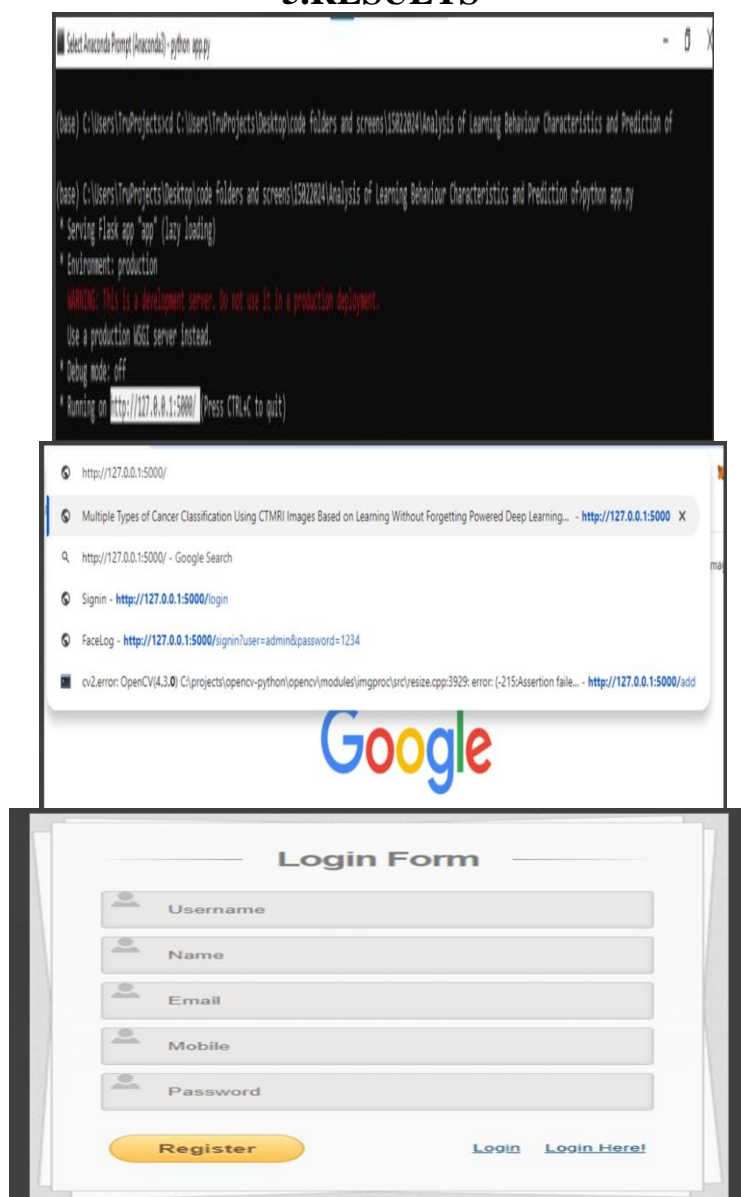 5.RESULTS
Select Anaconda Prompt (Anaconda3) - python app.py
(base) C:\Users\TruProjects>cd C:\Users\TruProjects\Desktop\code folders and screens\15022024\Analysis of Learning Behaviour Characteristics and Prediction of
(base) C:\Users\TruProjects\Desktop\code folders and screens\15022024\Analysis of Learning Behaviour Characteristics and Prediction of>python app.py
* Serving Flask app "app" (lazy loading)
* Environment: production
WARNING: This is a development server. Do not use it in a production deployment.
Use a production WSGI server instead.
* Debug mode: off
* Running on http://127.0.0.1:5000/ (Press CTRL+C to quit)
http://127.0.0.1:5000/
Multiple Types of Cancer Classification Using CTMRI Images Based on Learning Without Forgetting Powered Deep Learning... - http://127.0.0.1:5000 X
http://127.0.0.1:5000/ - Google Search
Signin - http://127.0.0.1:5000/login
FaceLog - http://127.0.0.1:5000/signin?user=admin&password=1234
cv2.error: OpenCV(4.3.0) C:\projects\opencv-python\opencv\modules\imgproc\src\resize.cpp:3929: error: (-215:Assertion faile... - http://127.0.0.1:5000/add
Google
Login Form
Username
Name
Email
Mobile
Password
Register Login Login Here!